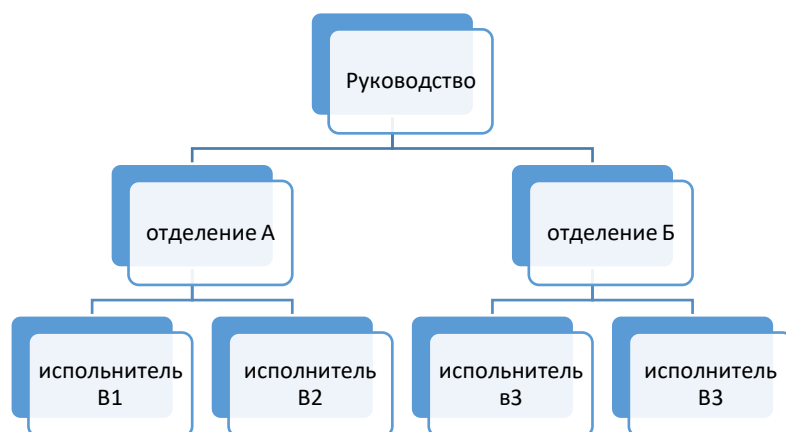 Руководство
отделение А
отделение Б
испольнитель
В1
исполнитель
В2
испольнитель
в3
исполнитель
В3